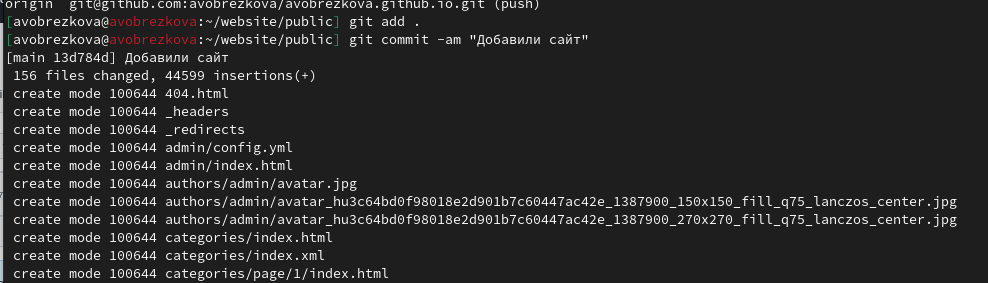 origin  git@github.com:avobrezkova/avobrezkova.github.io.git (push)
[avobrezkova@avobrezkova:~/website/public] git add .
[avobrezkova@avobrezkova:~/website/public] git commit -am "Добавили сайт"
[main 13d784d] Добавили сайт
 156 files changed, 44599 insertions(+)
 create mode 100644 404.html
 create mode 100644 _headers
 create mode 100644 _redirects
 create mode 100644 admin/config.yml
 create mode 100644 admin/index.html
 create mode 100644 authors/admin/avatar.jpg
 create mode 100644 authors/admin/avatar_hu3c64bd0f98018e2d901b7c60447ac42e_1387900_150x150_fill_q75_lanczos_center.jpg
 create mode 100644 authors/admin/avatar_hu3c64bd0f98018e2d901b7c60447ac42e_1387900_270x270_fill_q75_lanczos_center.jpg
 create mode 100644 categories/index.html
 create mode 100644 categories/index.xml
 create mode 100644 categories/page/1/index.html